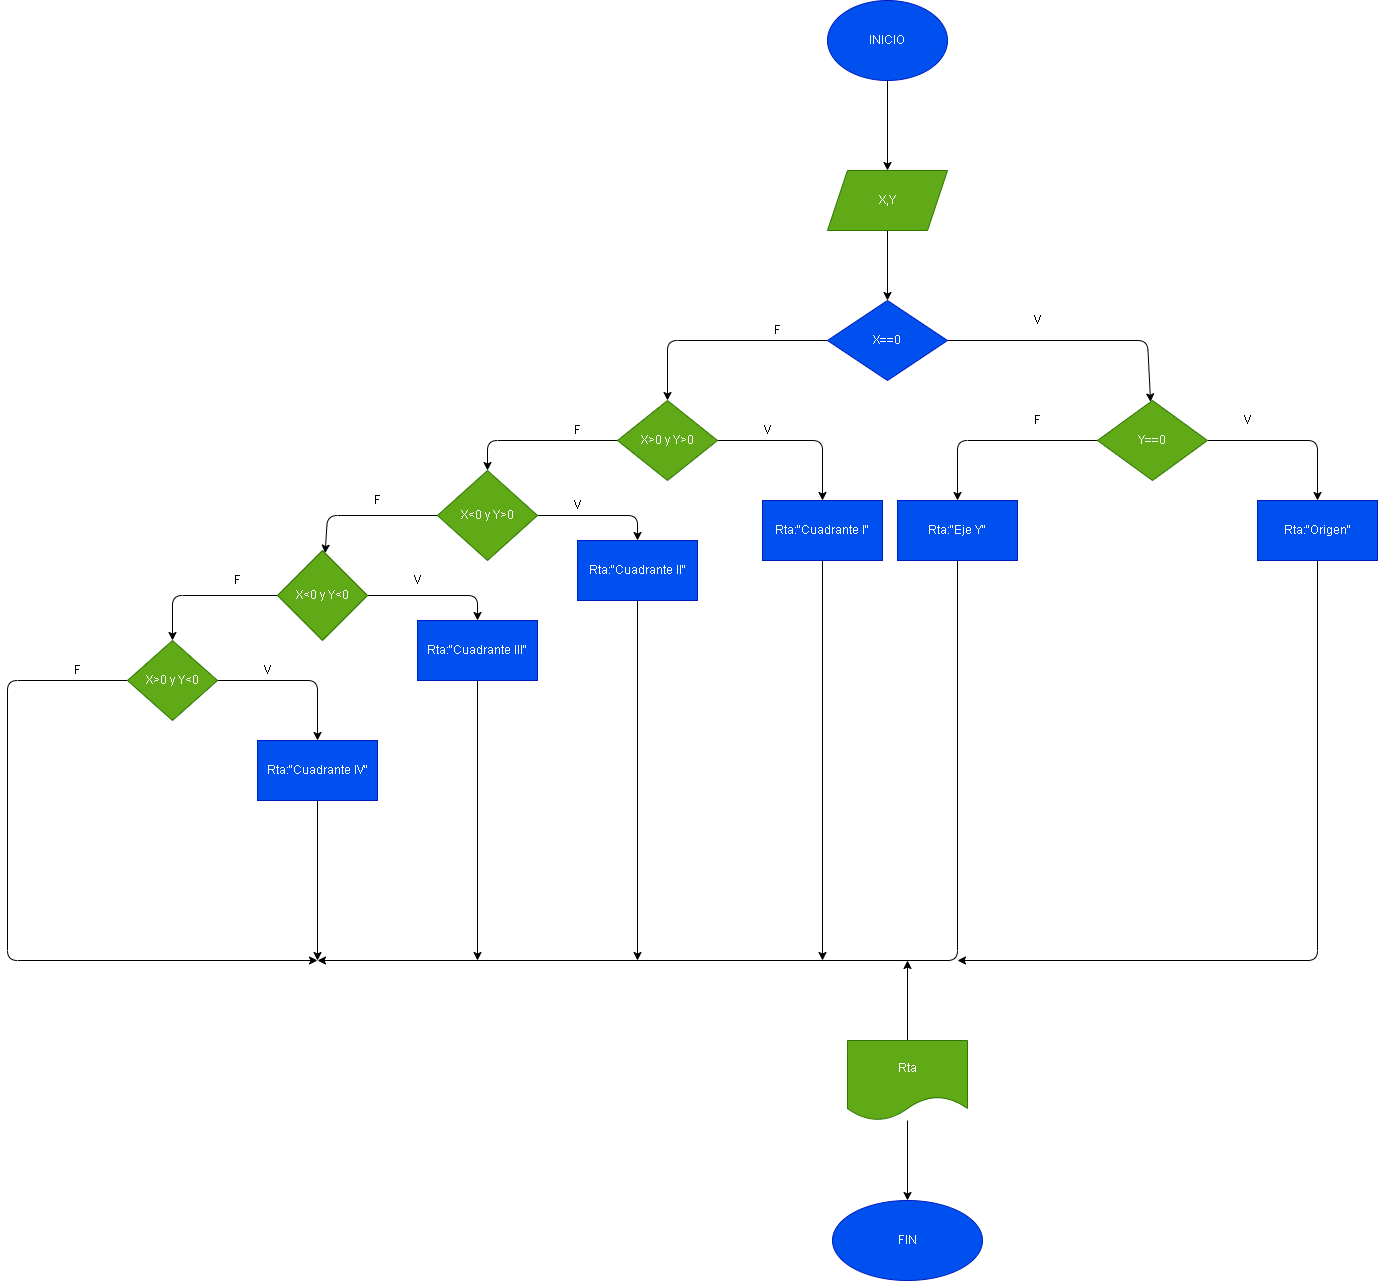 INICIO
X,Y
X==0
F
V
X>0 y Y>0
F
V
Y==0
F
V
X<0 y Y>0
F
V
Rta:"Cuadrante I"
Rta:"Eje Y"
Rta:"Origen"
Rta:"Cuadrante II"
X<0 y Y<0
F
V
Rta:"Cuadrante III"
X>0 y Y<0
F
V
Rta:"Cuadrante IV"
Rta
FIN